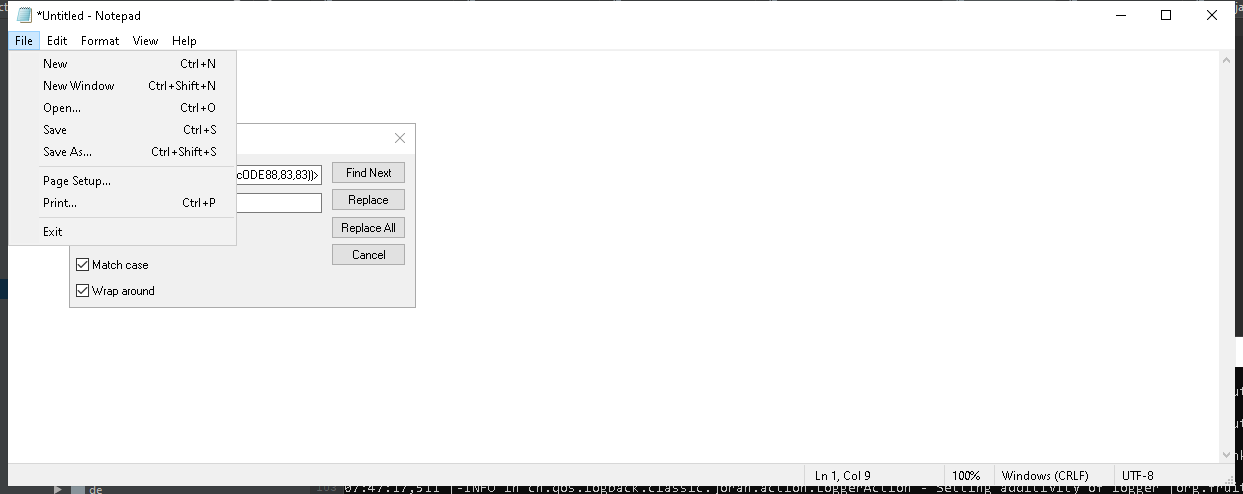 *Untitled - Notepad
File Edit Format View Help
New Ctrl+N
New Window Ctrl+Shift+N
Open... Ctrl+O
Save Ctrl+S
Save As... Ctrl+Shift+S
Page Setup...
Print... Ctrl+P
Exit
cODE88,83,83))>
Find Next
Replace
Replace All
Cancel
Match case
Wrap around
Ln 1, Col 9 100% Windows (CRLF) UTF-8
de
07:47:17,511 |-INFO in ch.qos.logback.classic.joran.action.LoggerAction - Setting additivity of logger